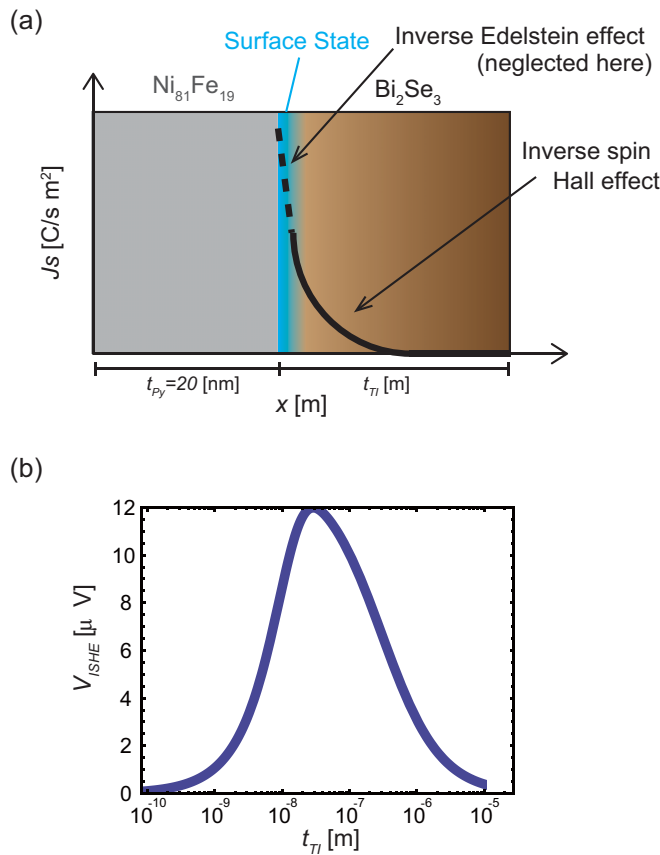 (a)
Surface State
Inverse Edelstein effect
(neglected here)
Ni81Fe19
Bi2Se3
Inverse spin
Hall effect
Js [C/s m²]
tPy=20 [nm]
tTI [m]
x [m]
(b)
12
10
8
6
4
2
0
VISHE [μ V]
10⁻¹⁰
10⁻⁹
10⁻⁸
10⁻⁷
10⁻⁶
10⁻⁵
tTI [m]